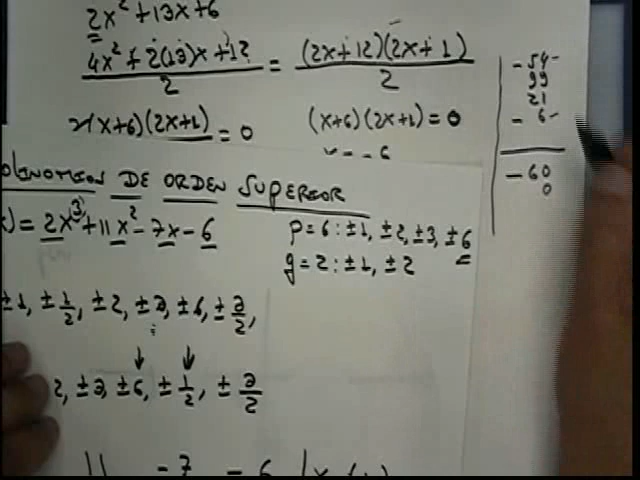 2x² + 13x + 6
4x² + 2(13)x + 12 / 2 = (2x + 12)(2x + 1) / 2
2(x+6)(2x+1) = 0
(x+6)(2x+1) = 0
- 54
99
21
- 6
- 60
0
DE ORDEN SUPERIOR
) = 2x³ + 11x² - 7x - 6
p = 6 : ±1, ±2, ±3, ±6
g = 2 : ±1, ±2
±1, ±1/2, ±2, ±3, ±6, ±3/2,
2, ±3, ±6, ±1/2, ±3/2
11 -7 -6